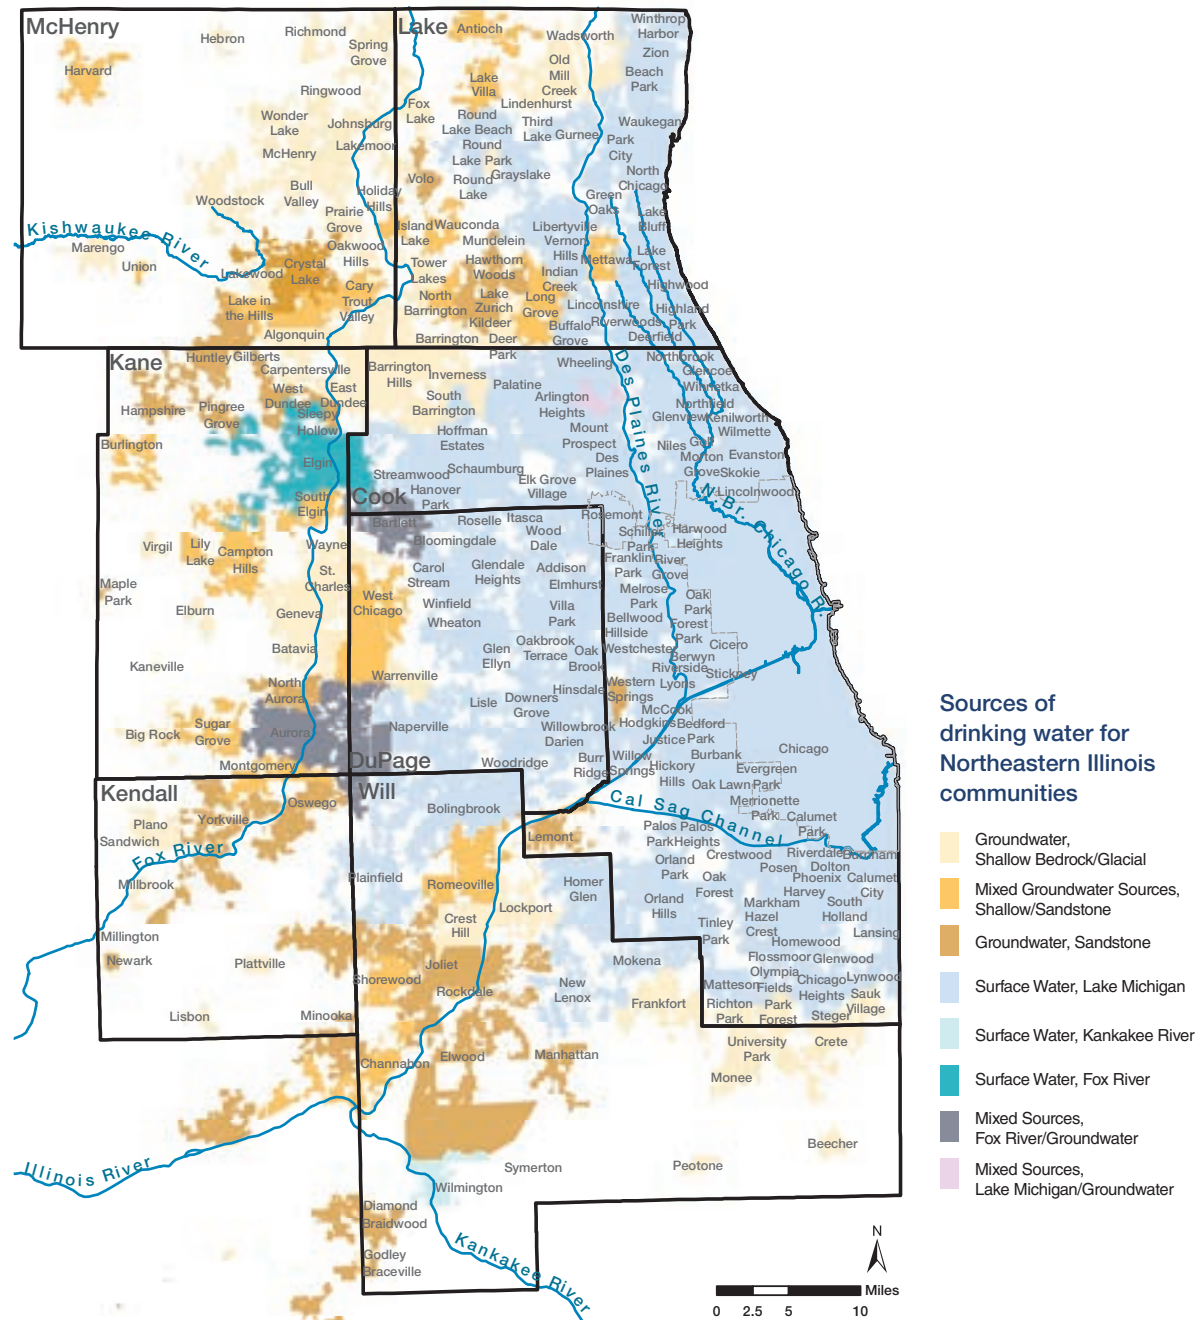 McHenry
Hebron
Richmond
Spring
Grove
Harvard
Ringwood
Wonder
Lake
Johnsburg
McHenry
Lakemoor
Bull
Valley
Holiday
Hills
Woodstock
Prairie
Grove
Kishwaukee River
Marengo
Union
Oakwood
Hills
Lakewood
Crystal
Lake
Cary
Lake in
the Hills
Trout
Valley
Algonquin
Lake
Antioch
Wadsworth
Winthrop
Harbor
Zion
Old
Mill
Creek
Beach
Park
Lake
Villa
Lindenhurst
Fox
Lake
Round
Lake Beach
Third
Lake
Gurnee
Waukegan
Park
City
Round
Lake Park
Grayslake
North
Chicago
Volo
Round
Lake
Green
Oaks
Lake
Bluff
Island
Lake
Wauconda
Libertyville
Mundelein
Vernon
Hills
Mettawa
Lake
Forest
Tower
Lakes
Hawthorn
Woods
Indian
Creek
Highwood
North
Barrington
Lake
Zurich
Long
Grove
Lincolnshire
Highland
Park
Kildeer
Buffalo
Grove
Riverwoods
Deerfield
Barrington
Deer
Park
Kane
Huntley
Gilberts
Carpentersville
West
Dundee
East
Dundee
Hampshire
Pingree
Grove
Sleepy
Hollow
Burlington
Elgin
South
Elgin
Virgil
Lily
Lake
Campton
Hills
Wayne
St.
Charles
Maple
Park
Elburn
Geneva
Batavia
Kaneville
North
Aurora
Sugar
Grove
Big Rock
Aurora
Montgomery
Barrington
Hills
Inverness
Wheeling
Northbrook
Glencoe
Palatine
Winnetka
South
Barrington
Arlington
Heights
Northfield
Glenview
Kenilworth
Wilmette
Hoffman
Estates
Mount
Prospect
Niles
Golf
Morton
Grove
Evanston
Skokie
Des
Plaines
Des Plaines River
Streamwood
Schaumburg
Hanover
Park
Elk Grove
Village
Lincolnwood
Cook
N. Br. Chicago R.
Bartlett
Roselle
Itasca
Rosemont
Bloomingdale
Wood
Dale
Schiller
Park
Harwood
Heights
Carol
Stream
Glendale
Heights
Addison
Franklin
Park
River
Grove
Elmhurst
Melrose
Park
West
Chicago
Winfield
Wheaton
Villa
Park
Oak
Park
Bellwood
Hillside
Forest
Park
Glen
Ellyn
Oakbrook
Terrace
Oak
Brook
Westchester
Cicero
Berwyn
Riverside
Stickney
Warrenville
Hinsdale
Western
Springs
Lyons
Lisle
Downers
Grove
McCook
Naperville
Willowbrook
Hodgkins
Bedford
Park
Darien
Justice
Burbank
Chicago
DuPage
Woodridge
Burr
Ridge
Willow
Springs
Hickory
Hills
Evergreen
Park
Oak Lawn
Kendall
Will
Cal Sag Channel
Merrionette
Park
Calumet
Park
Oswego
Bolingbrook
Plano
Yorkville
Sandwich
Lemont
Palos
Park
Palos
Heights
Fox River
Orland
Park
Crestwood
Riverdale
Burnham
Posen
Dolton
Millbrook
Plainfield
Romeoville
Homer
Glen
Oak
Forest
Phoenix
Calumet
City
Harvey
Orland
Hills
Markham
South
Holland
Lockport
Hazel
Crest
Crest
Hill
Tinley
Park
Lansing
Millington
Homewood
Newark
Plattville
Joliet
Mokena
Flossmoor
Glenwood
Shorewood
Rockdale
Olympia
Fields
Chicago
Heights
Lynwood
New
Lenox
Matteson
Lisbon
Minooka
Frankfort
Richton
Park
Park
Forest
Sauk
Village
Steger
Channahon
Elwood
Manhattan
University
Park
Crete
Monee
Illinois River
Beecher
Symerton
Peotone
Wilmington
Diamond
Braidwood
Godley
Braceville
Kankakee River
Sources of
drinking water for
Northeastern Illinois
communities
Groundwater,
Shallow Bedrock/Glacial
Mixed Groundwater Sources,
Shallow/Sandstone
Groundwater, Sandstone
Surface Water, Lake Michigan
Surface Water, Kankakee River
Surface Water, Fox River
Mixed Sources,
Fox River/Groundwater
Mixed Sources,
Lake Michigan/Groundwater
N
Miles
0 2.5 5 10